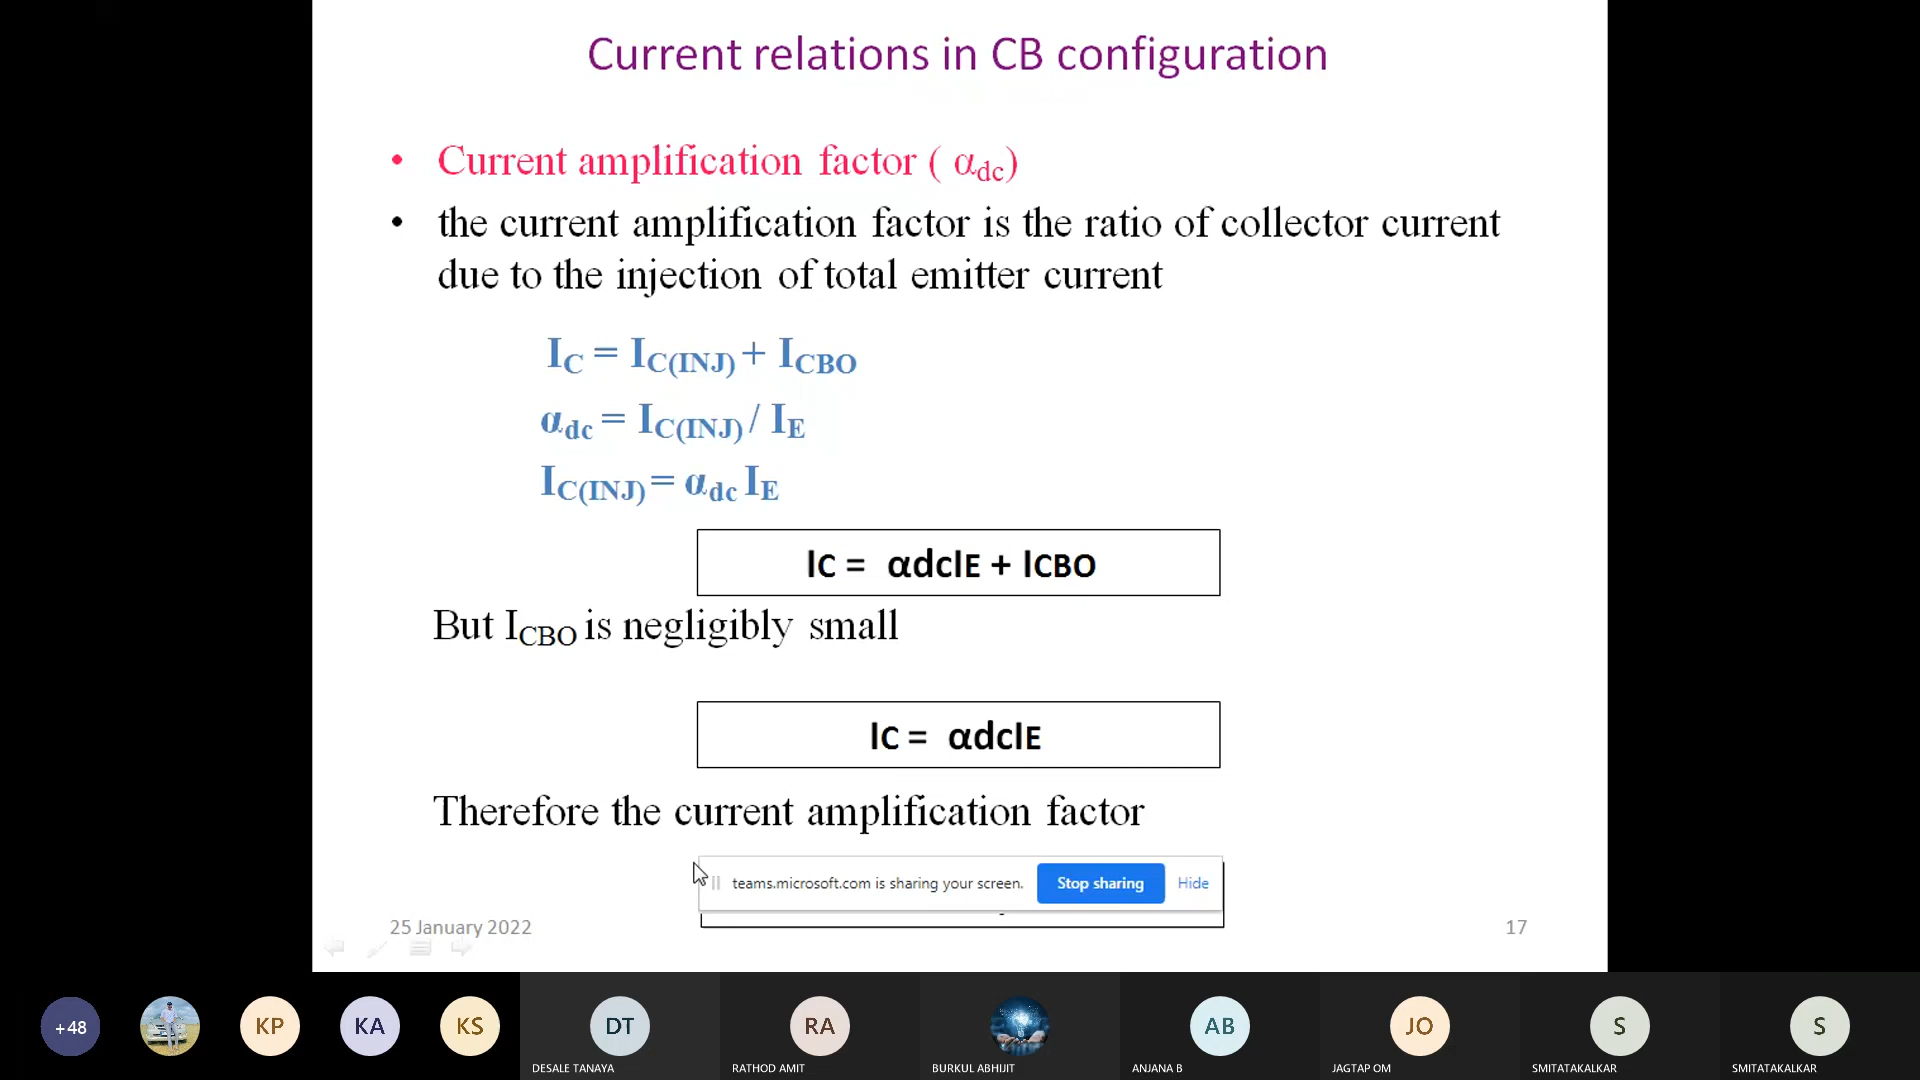 Current relations in CB configuration
• Current amplification factor ( αdc)
• the current amplification factor is the ratio of collector current
due to the injection of total emitter current
IC = IC(INJ) + ICBO
αdc = IC(INJ) / IE
IC(INJ) = αdc IE
IC = αdcIE + ICBO
But ICBO is negligibly small
IC = αdcIE
Therefore the current amplification factor
teams.microsoft.com is sharing your screen. Stop sharing Hide
25 January 2022 17
+48 KP KA KS DT RA AB JO S S
DESALE TANAYA RATHOD AMIT BURKUL ABHIJIT ANJANA B JAGTAP OM SMITATAKALKAR SMITATAKALKAR